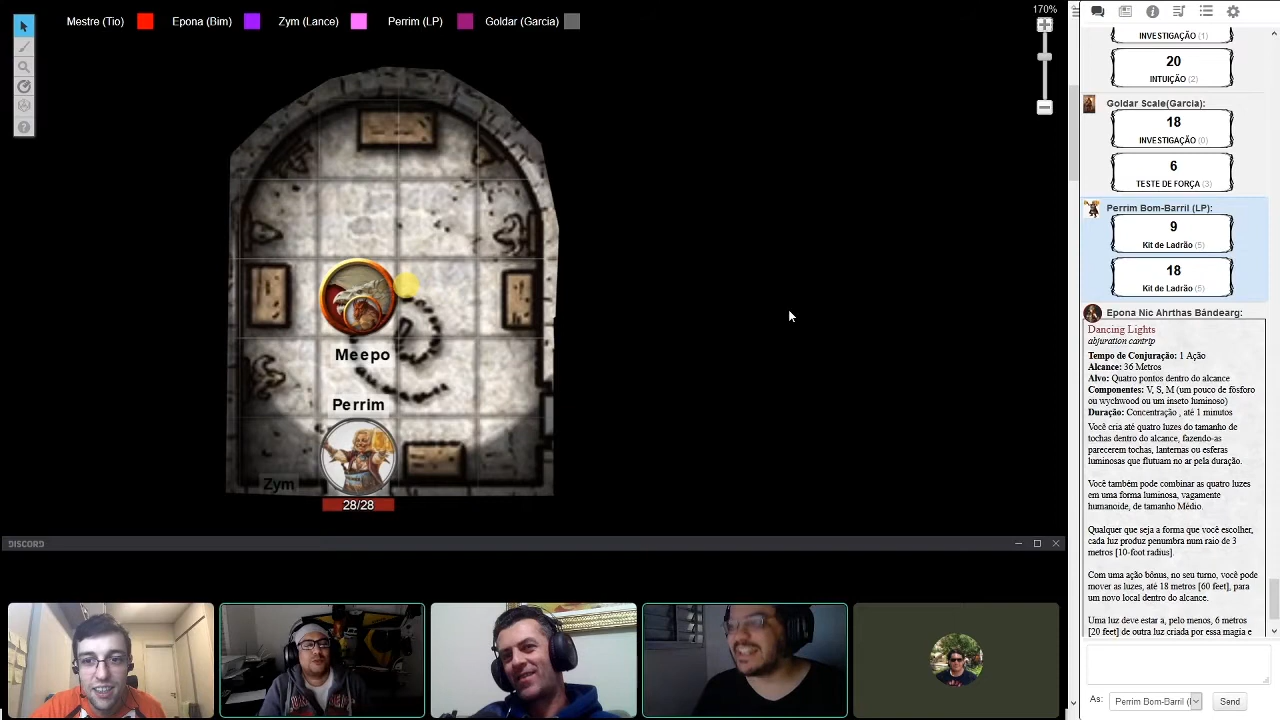 Mestre (Tio) Epona (Bim) Zym (Lance) Perrim (LP) Goldar (Garcia)
170%
INVESTIGAÇÃO (1)
20
INTUIÇÃO (2)
Goldar Scale(Garcia):
18
INVESTIGAÇÃO (0)
6
TESTE DE FORÇA (3)
Perrim Bom-Barril (LP):
9
Kit de Ladrão (5)
18
Kit de Ladrão (5)
Epona Nic Ahrthas Bândearg:
Dancing Lights
abjuration cantrip
Tempo de Conjuração: 1 Ação
Alcance: 36 Metros
Alvo: Quatro pontos dentro do alcance
Componentes: V, S, M (um pouco de fósforo
ou wychwood ou um inseto luminoso)
Duração: Concentração , até 1 minutos
Você cria até quatro luzes do tamanho de
tochas dentro do alcance, fazendo-as
parecerem tochas, lanternas ou esferas
luminosas que flutuam no ar pela duração.
Você também pode combinar as quatro luzes
em uma forma luminosa, vagamente
humanoide, de tamanho Médio.
Qualquer que seja a forma que você escolher,
cada luz produz penumbra num raio de 3
metros [10-foot radius].
Com uma ação bônus, no seu turno, você pode
mover as luzes, até 18 metros [60 feet], para
um novo local dentro do alcance.
Uma luz deve estar a, pelo menos, 6 metros
[20 feet] de outra luz criada por essa magia e
As: Perrim Bom-Barril (l
Send
Meepo
Perrim
Zym
28/28
DISCORD